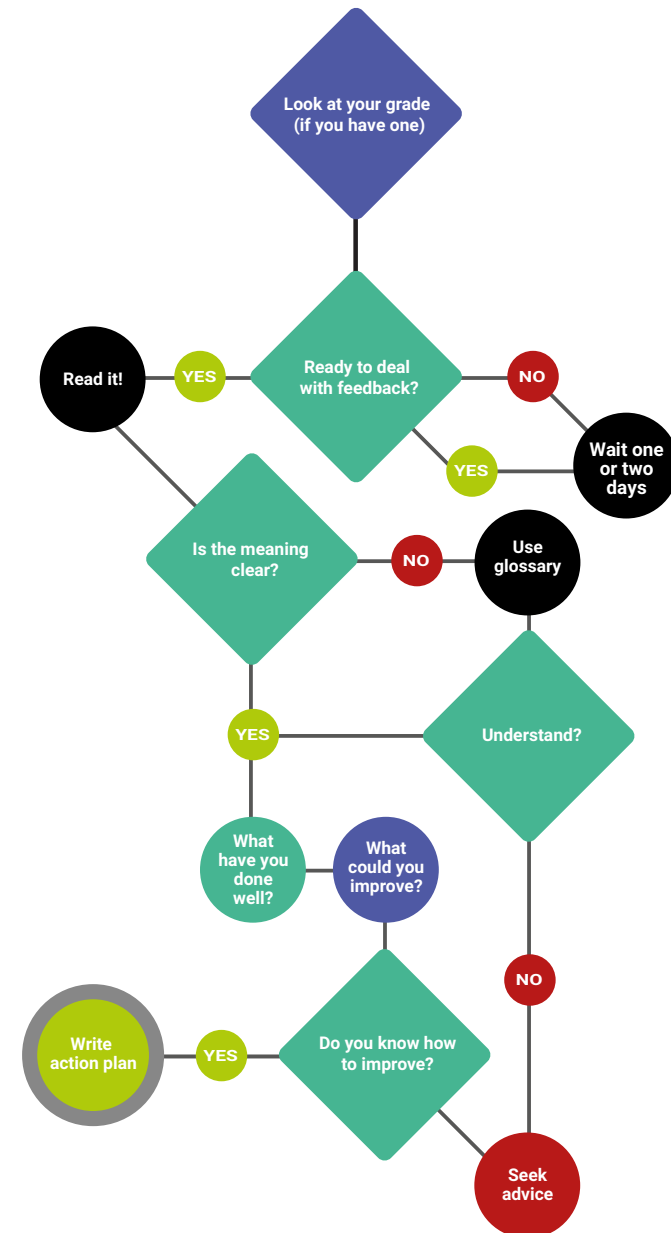 Look at your grade
(if you have one)
Ready to deal
with feedback?
YES
Read it!
NO
Wait one
or two
days
YES
Is the meaning
clear?
NO
Use
glossary
Understand?
YES
What
have you
done
well?
What
could you
improve?
NO
Do you know how
to improve?
YES
Write
action plan
Seek
advice